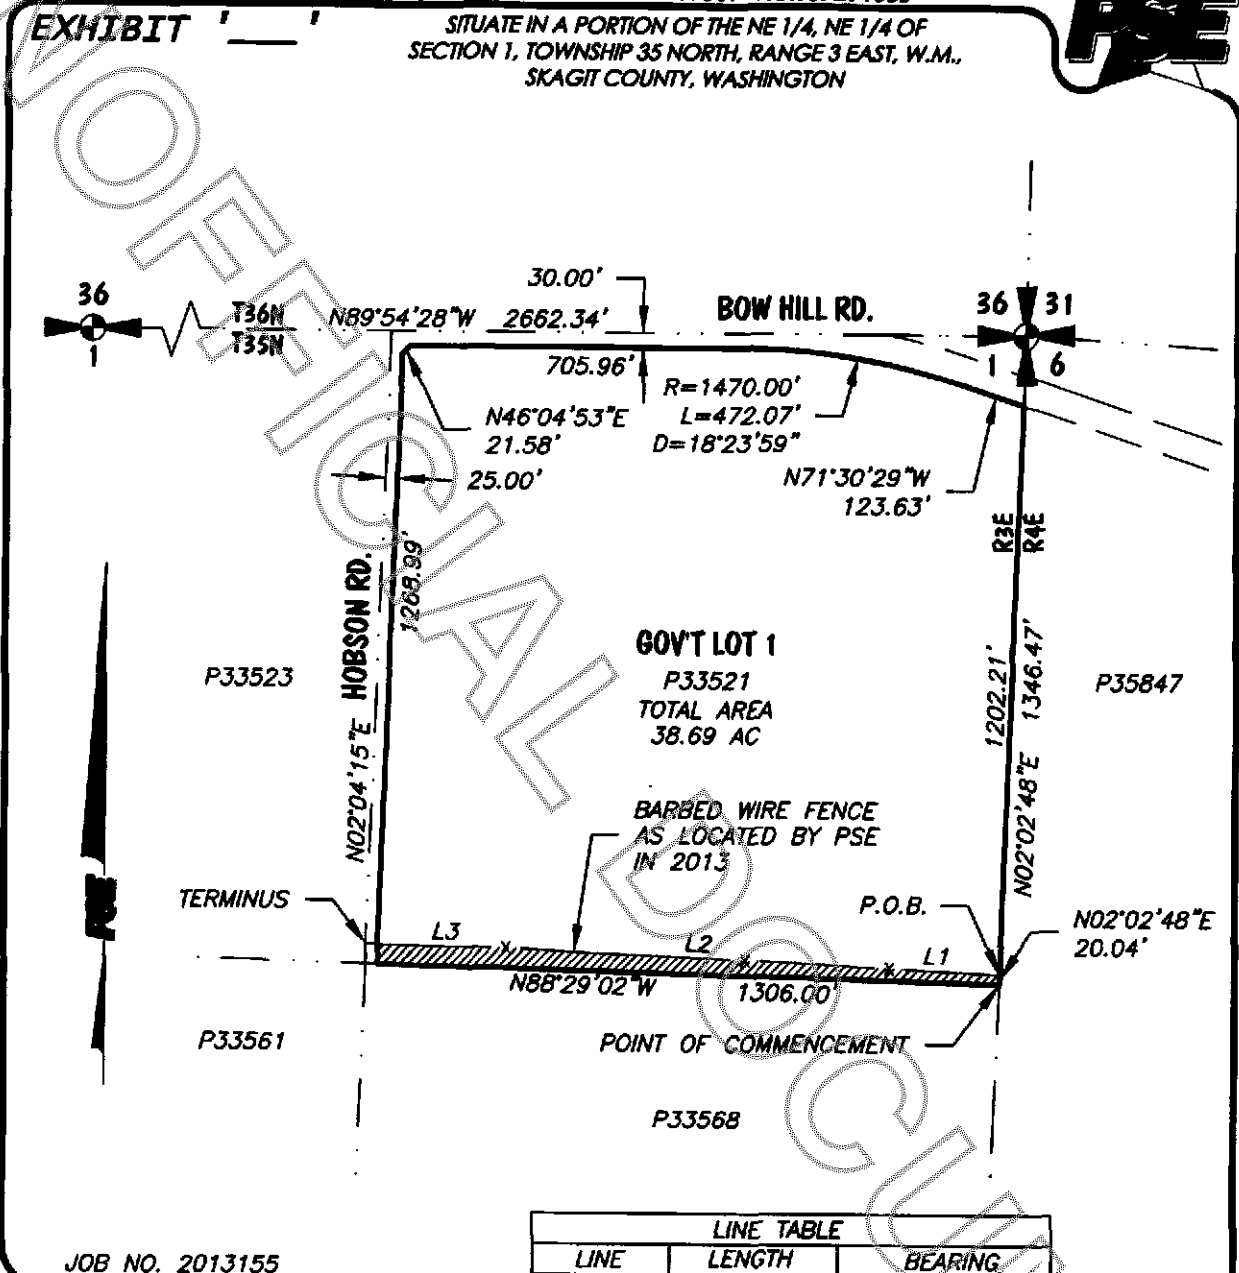 EXHIBIT '___'
SITUATE IN A PORTION OF THE NE 1/4, NE 1/4 OF
SECTION 1, TOWNSHIP 35 NORTH, RANGE 3 EAST, W.M.,
SKAGIT COUNTY, WASHINGTON
PSE
UNOFFICIAL DOCU
36
1
T36N
T35N
N89°54'28"W 2662.34'
30.00'
BOW HILL RD.
36 31
1 6
705.96'
R=1470.00'
L=472.07'
D=18°23'59"
N46°04'53"E
21.58'
25.00'
N71°30'29"W
123.63'
R3E
R4E
HOBSON RD.
1268.99'
N02°04'15"E
P33523
GOV'T LOT 1
P33521
TOTAL AREA
38.69 AC
1202.21'
N02°02'48"E 1346.47'
P35847
BARBED WIRE FENCE
AS LOCATED BY PSE
IN 2013
PSE
TERMINUS
P.O.B.
N02°02'48"E
20.04'
L3
L2
L1
N88°29'02"W 1306.00'
P33561
POINT OF COMMENCEMENT
P33568
LINE TABLE
LINE LENGTH BEARING
JOB NO. 2013155